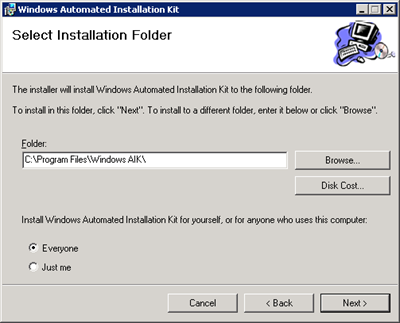 Windows Automated Installation Kit
Select Installation Folder
The installer will install Windows Automated Installation Kit to the following folder.
To install in this folder, click "Next". To install to a different folder, enter it below or click "Browse".
Folder:
C:\Program Files\Windows AIK\
Browse...
Disk Cost...
Install Windows Automated Installation Kit for yourself, or for anyone who uses this computer:
Everyone
Just me
Cancel
< Back
Next >